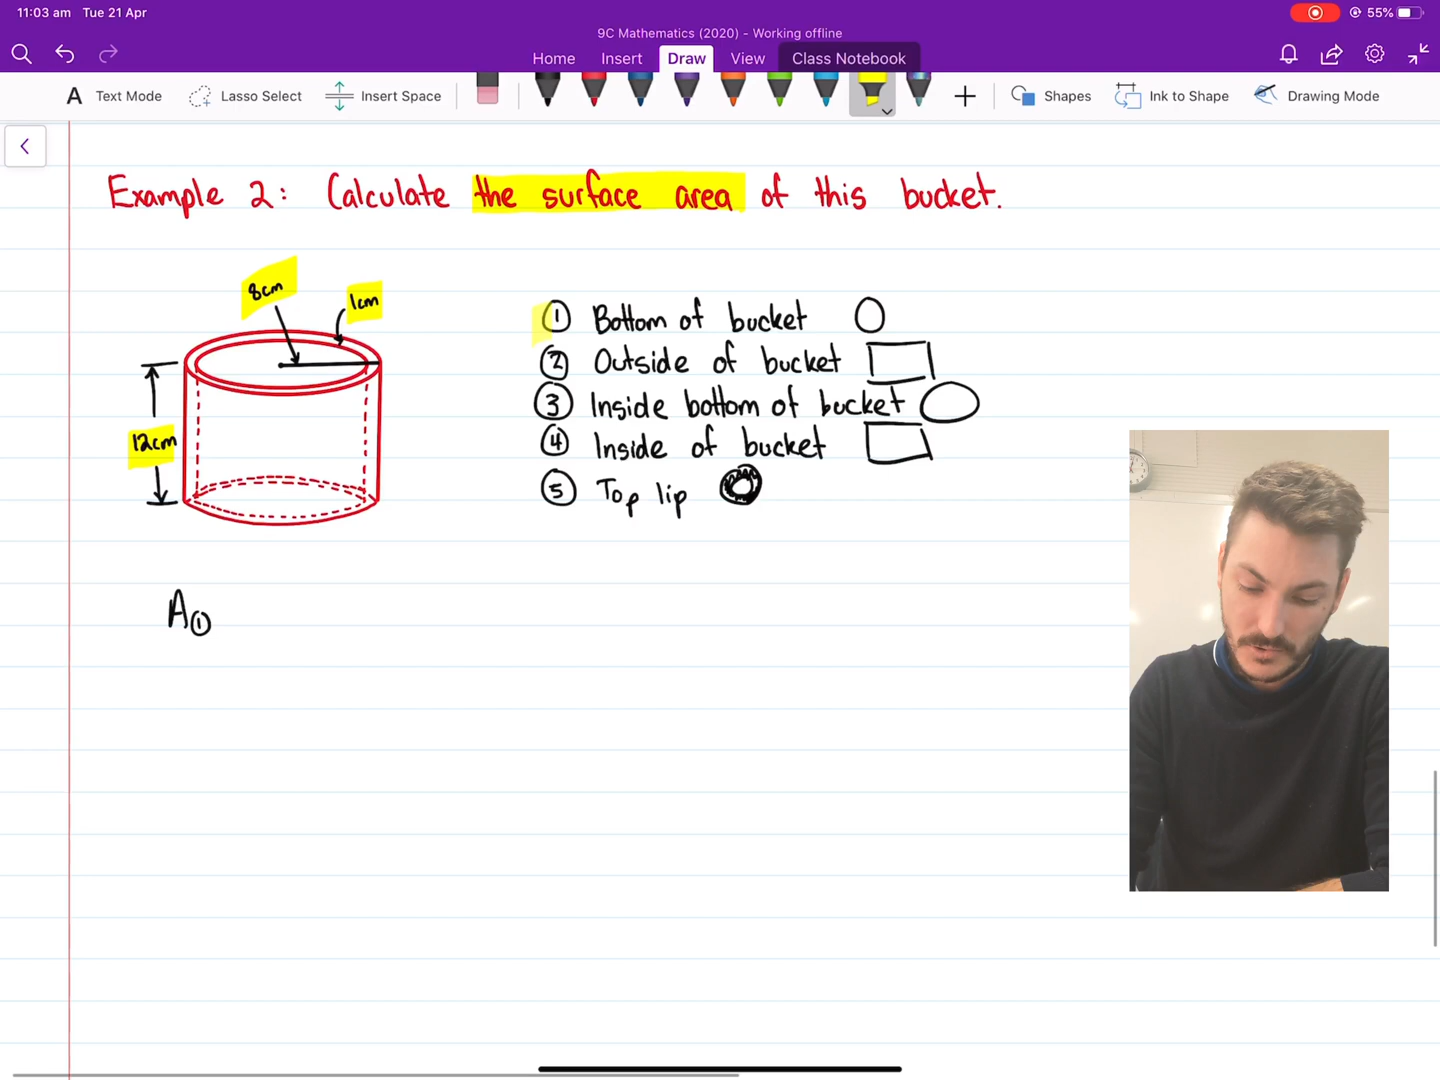 11:03 am Tue 21 Apr
55%
9C Mathematics (2020) - Working offline
Home Insert Draw View Class Notebook
A Text Mode Lasso Select Insert Space Shapes Ink to Shape Drawing Mode
Example 2: Calculate the surface area of this bucket.
8cm
1cm
12cm
① Bottom of bucket
② Outside of bucket
③ Inside bottom of bucket
④ Inside of bucket
⑤ Top lip
A①